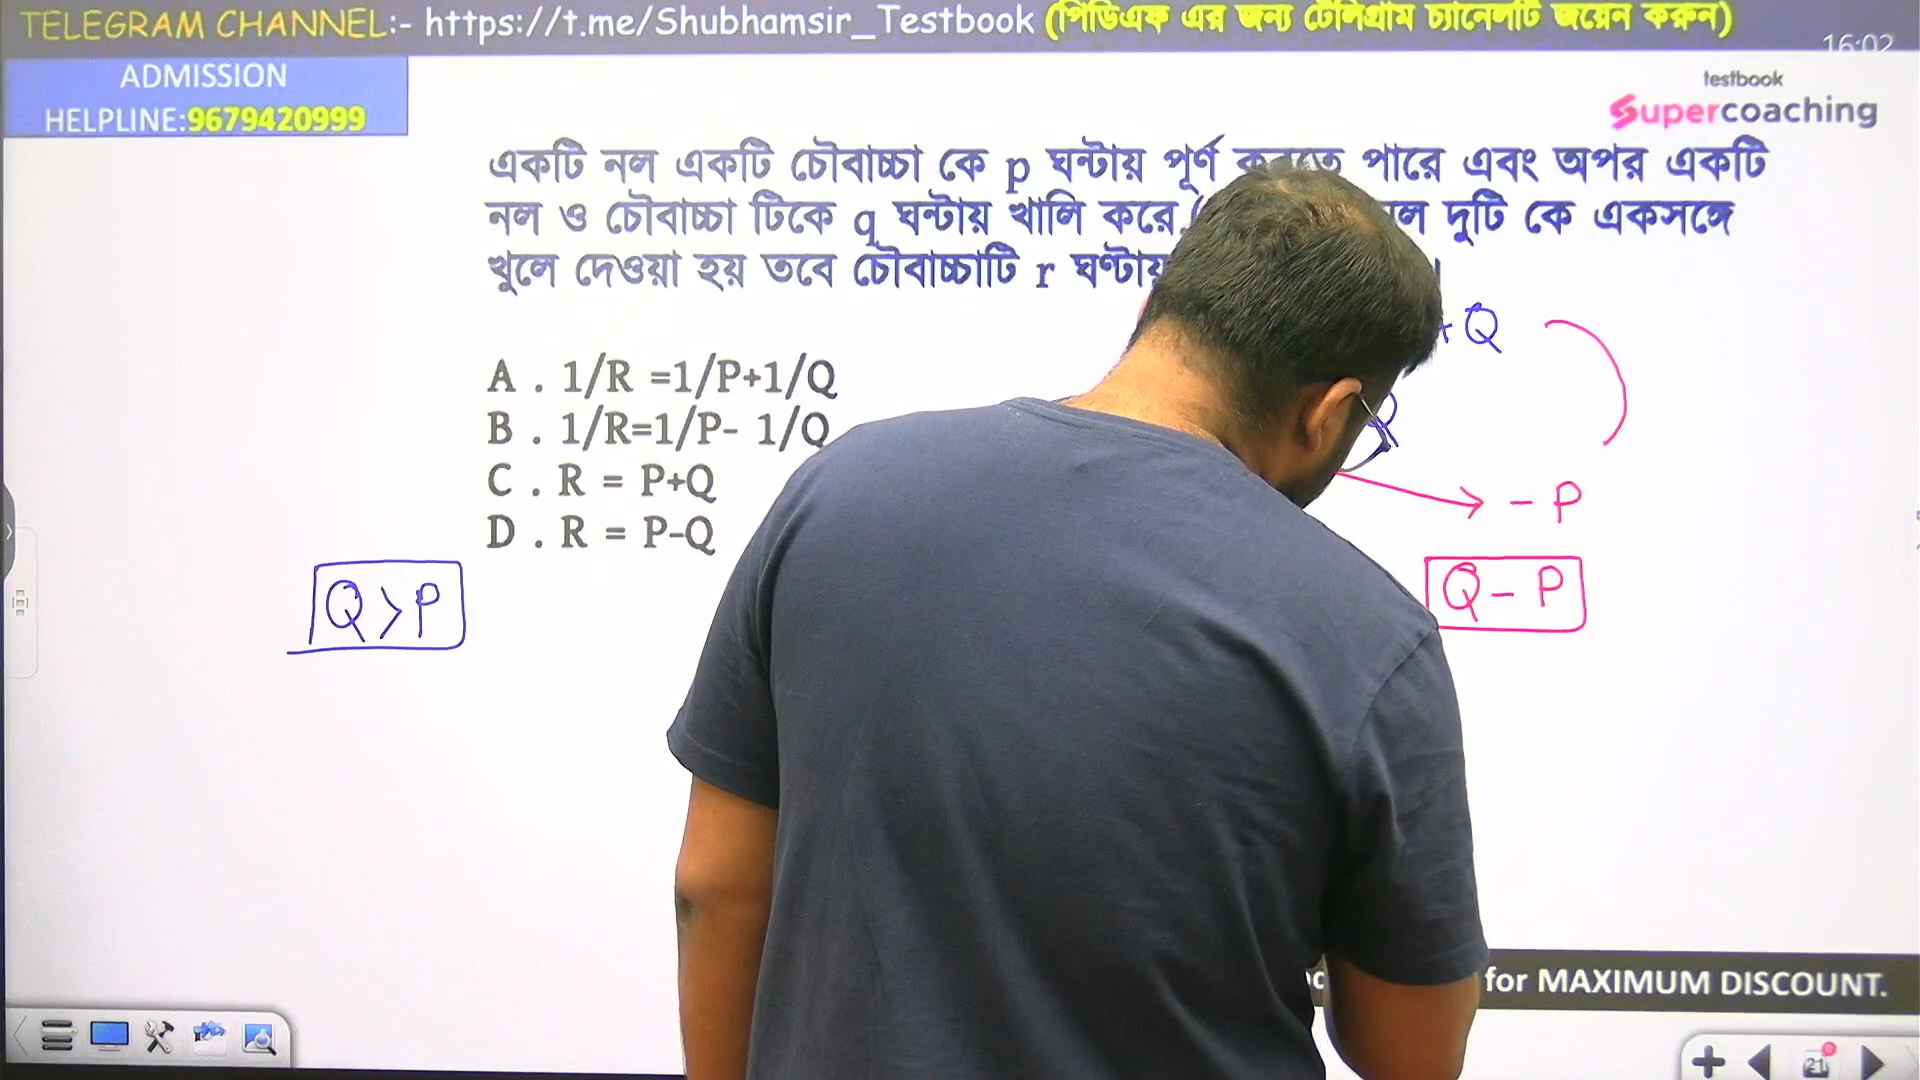 TELEGRAM CHANNEL:- https://t.me/Shubhamsir_Testbook (পিডিএফ এর জন্য টেলিগ্রাম চ্যানেলটি জয়েন করুন)
16:02
ADMISSION
HELPLINE:9679420999
testbook
Supercoaching
একটি নল একটি চৌবাচ্চা কে p ঘন্টায় পূর্ণ করতে পারে এবং অপর একটি
নল ও চৌবাচ্চা টিকে q ঘন্টায় খালি করে দুটি কে একসঙ্গে
খুলে দেওয়া হয় তবে চৌবাচ্চাটি r ঘণ্টায়
+Q
A . 1/R =1/P+1/Q
B . 1/R=1/P- 1/Q
C . R = P+Q
D . R = P-Q
- P
Q - P
Q > P
for MAXIMUM DISCOUNT.
21